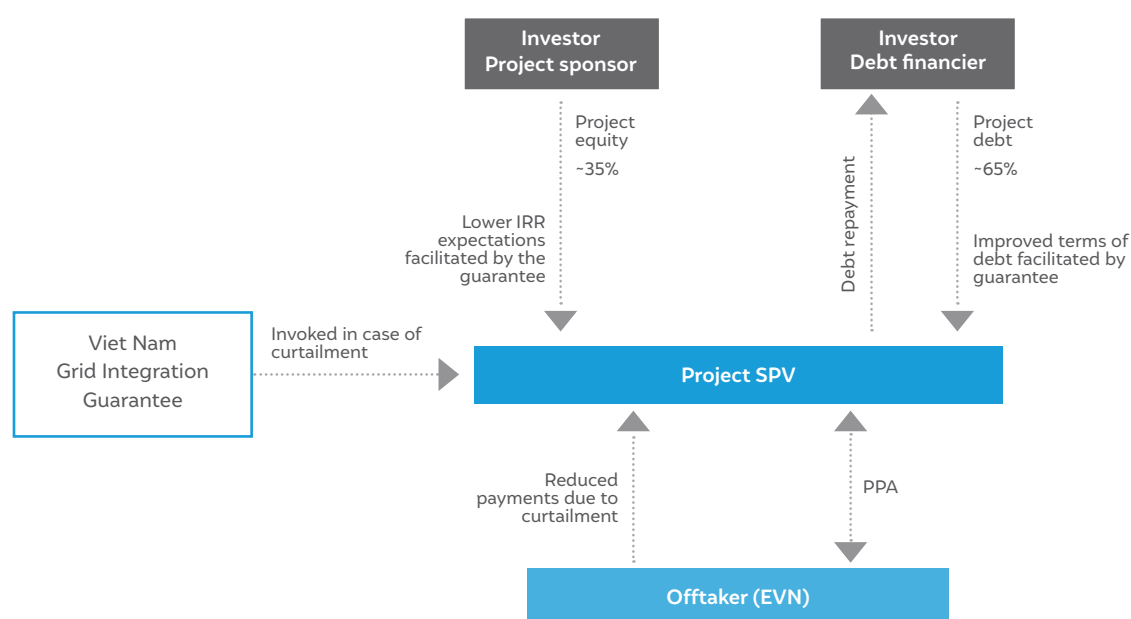 Investor
Project sponsor
Investor
Debt financier
Project
equity
~35%
Project
debt
~65%
Lower IRR
expectations
facilitated by the
guarantee
Debt repayment
Improved terms of
debt facilitated by
guarantee
Viet Nam
Grid Integration
Guarantee
Invoked in case of
curtailment
Project SPV
Reduced
payments due to
curtailment
PPA
Offtaker (EVN)